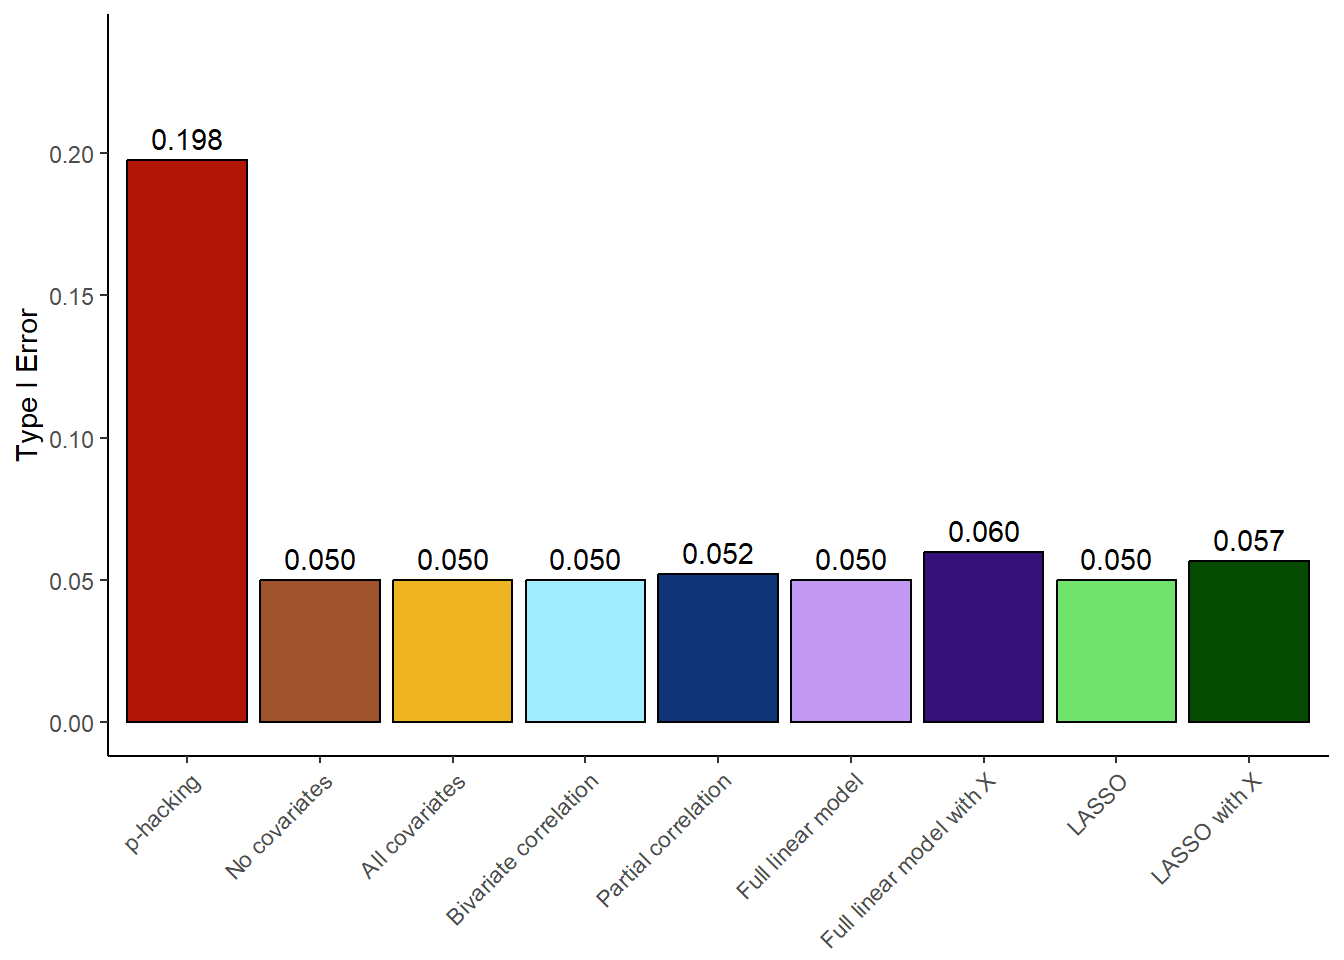 Type I Error
0.20
0.15
0.10
0.05
0.00
0.198
0.050
0.050
0.050
0.052
0.050
0.060
0.050
0.057
p-hacking
No covariates
All covariates
Bivariate correlation
Partial correlation
Full linear model
Full linear model with X
LASSO
LASSO with X